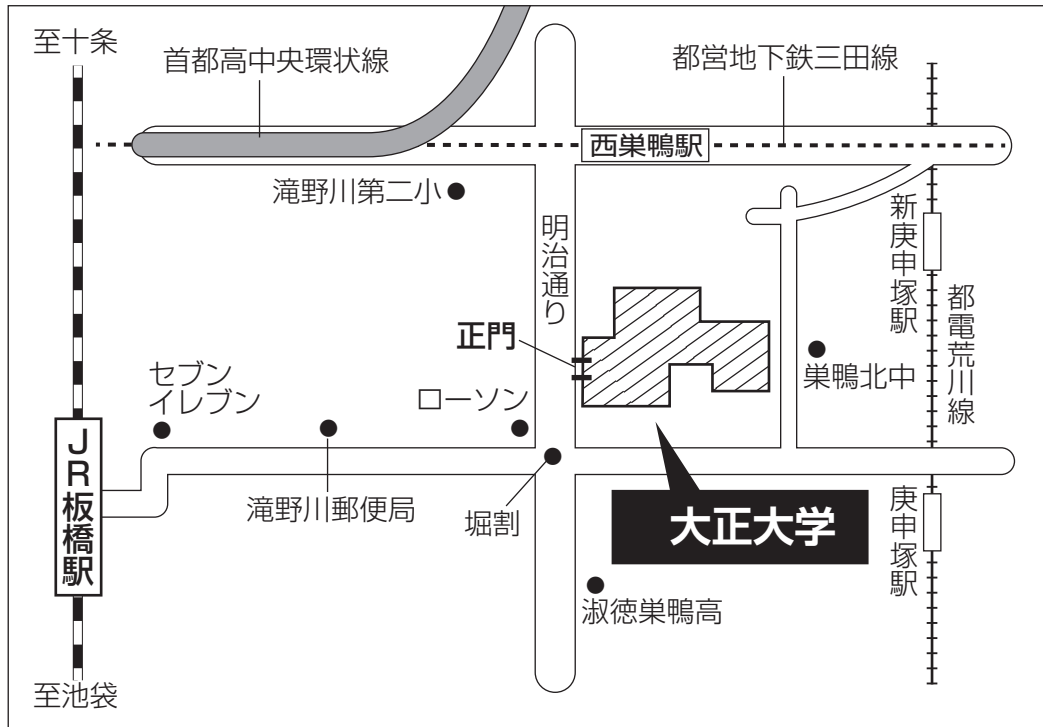 至十条
首都高中央環状線
都営地下鉄三田線
西巣鴨駅
滝野川第二小
明治通り
新庚申塚駅
都電荒川線
正門
巣鴨北中
セブン
イレブン
ローソン
JR板橋駅
滝野川郵便局
堀割
大正大学
庚申塚駅
淑徳巣鴨高
至池袋